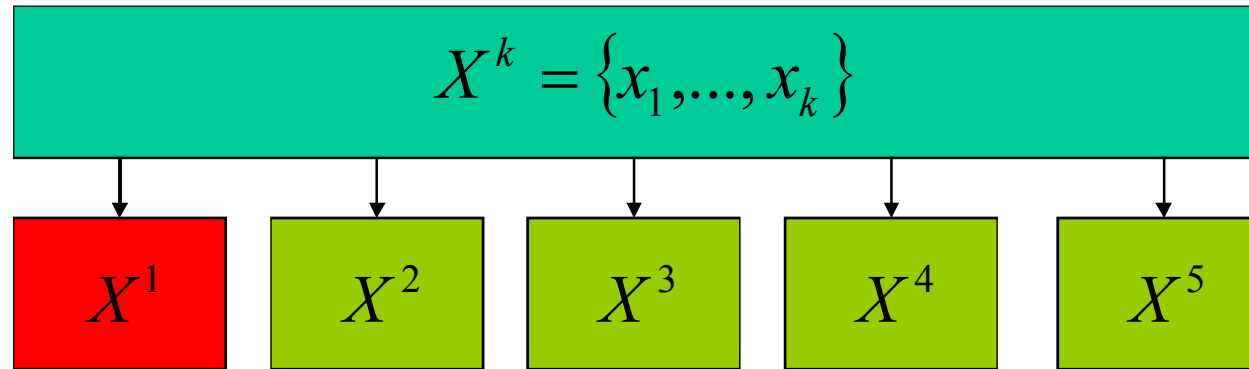 X^k = {x_1,..., x_k}
X^1 X^2 X^3 X^4 X^5